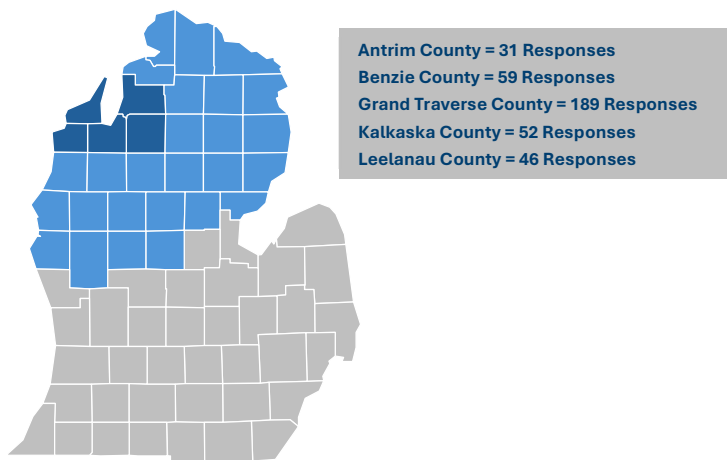 Antrim County = 31 Responses
Benzie County = 59 Responses
Grand Traverse County = 189 Responses
Kalkaska County = 52 Responses
Leelanau County = 46 Responses